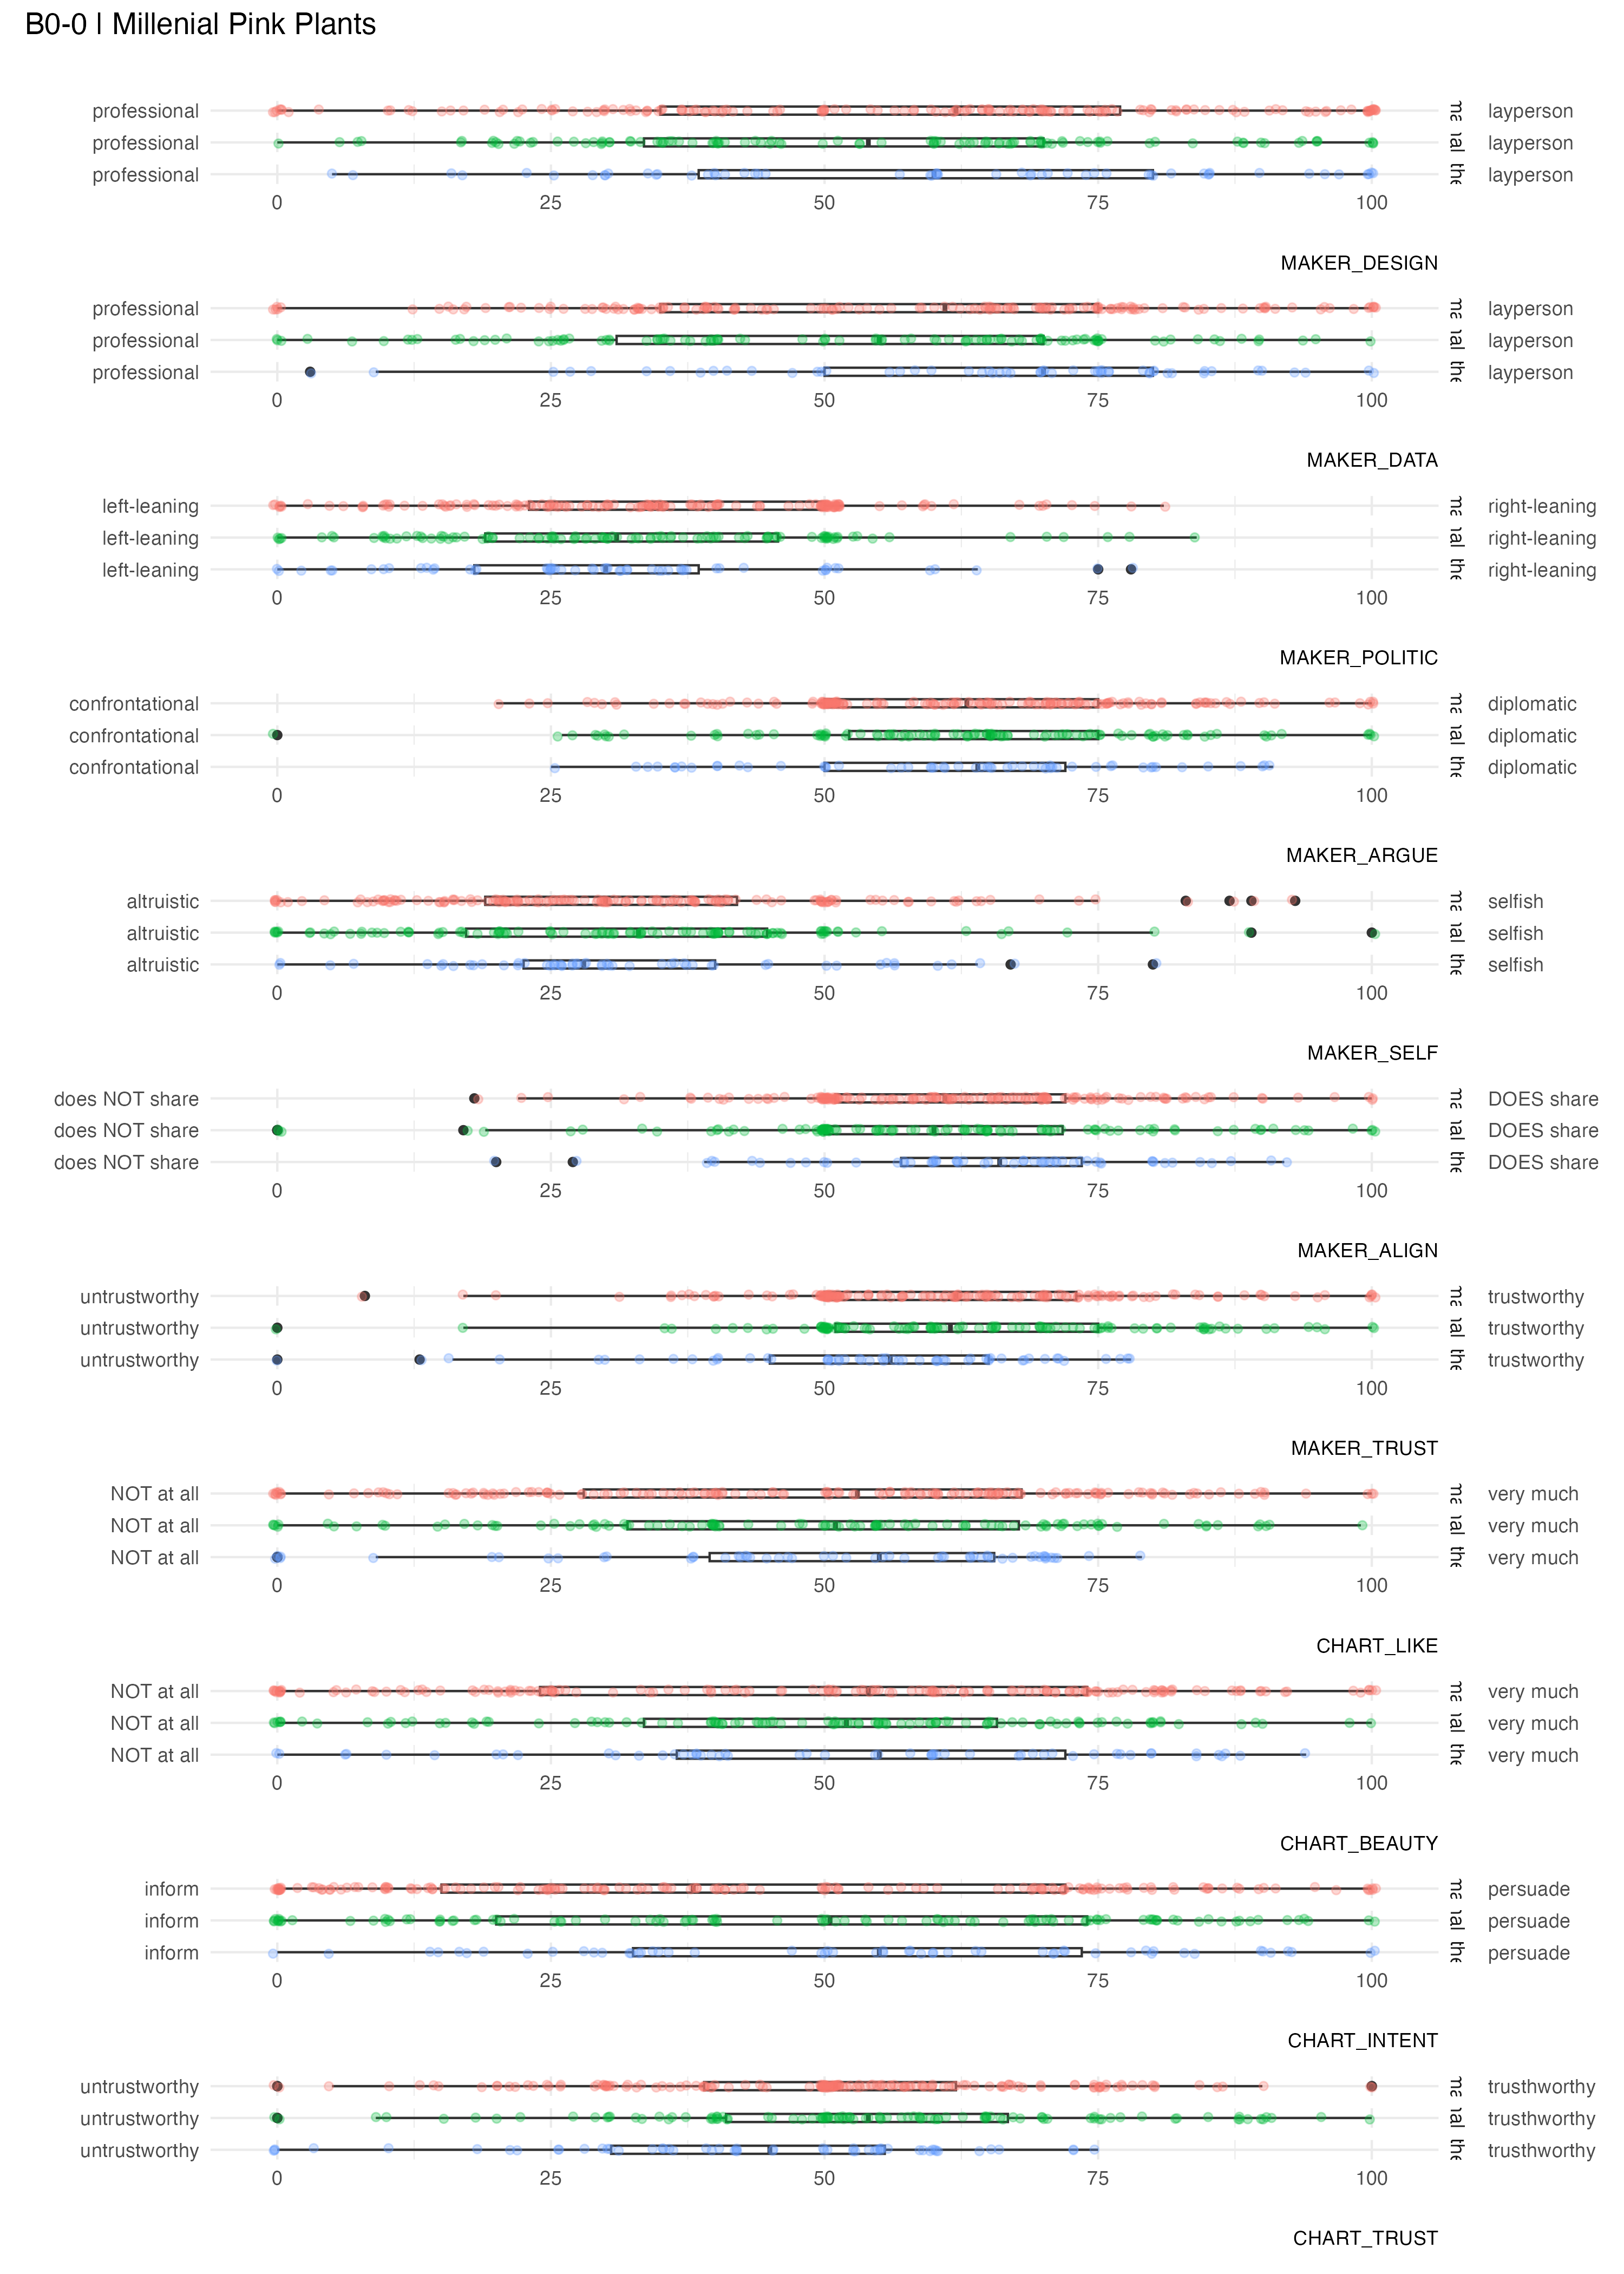 B0-0 | Millenial Pink Plants
professional layperson
professional layperson
professional layperson
0 25 50 75 100
MAKER_DESIGN
professional layperson
professional layperson
professional layperson
0 25 50 75 100
MAKER_DATA
left-leaning right-leaning
left-leaning right-leaning
left-leaning right-leaning
0 25 50 75 100
MAKER_POLITIC
confrontational diplomatic
confrontational diplomatic
confrontational diplomatic
0 25 50 75 100
MAKER_ARGUE
altruistic selfish
altruistic selfish
altruistic selfish
0 25 50 75 100
MAKER_SELF
does NOT share DOES share
does NOT share DOES share
does NOT share DOES share
0 25 50 75 100
MAKER_ALIGN
untrustworthy trustworthy
untrustworthy trustworthy
untrustworthy trustworthy
0 25 50 75 100
MAKER_TRUST
NOT at all very much
NOT at all very much
NOT at all very much
0 25 50 75 100
CHART_LIKE
NOT at all very much
NOT at all very much
NOT at all very much
0 25 50 75 100
CHART_BEAUTY
inform persuade
inform persuade
inform persuade
0 25 50 75 100
CHART_INTENT
untrustworthy trusthworthy
untrustworthy trusthworthy
untrustworthy trusthworthy
0 25 50 75 100
CHART_TRUST